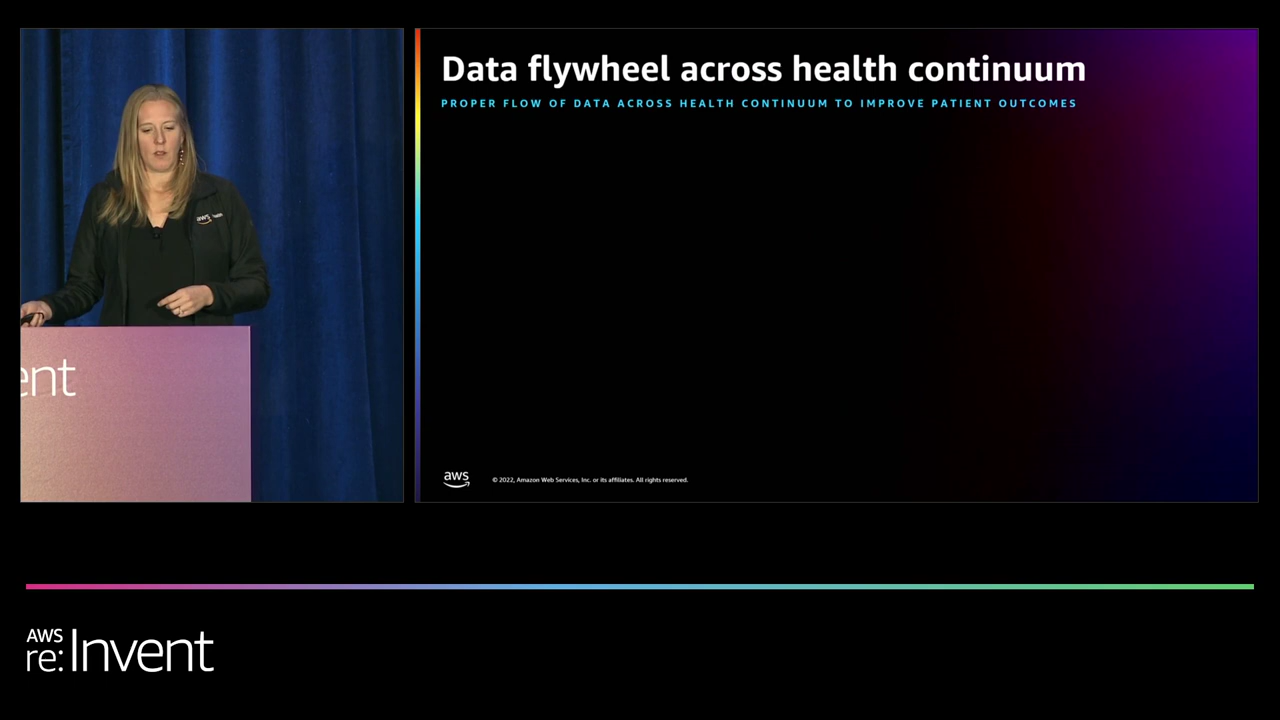 Data flywheel across health continuum
PROPER FLOW OF DATA ACROSS HEALTH CONTINUUM TO IMPROVE PATIENT OUTCOMES
aws
ent
aws
© 2022, Amazon Web Services, Inc. or its affiliates. All rights reserved.
AWS
re:Invent